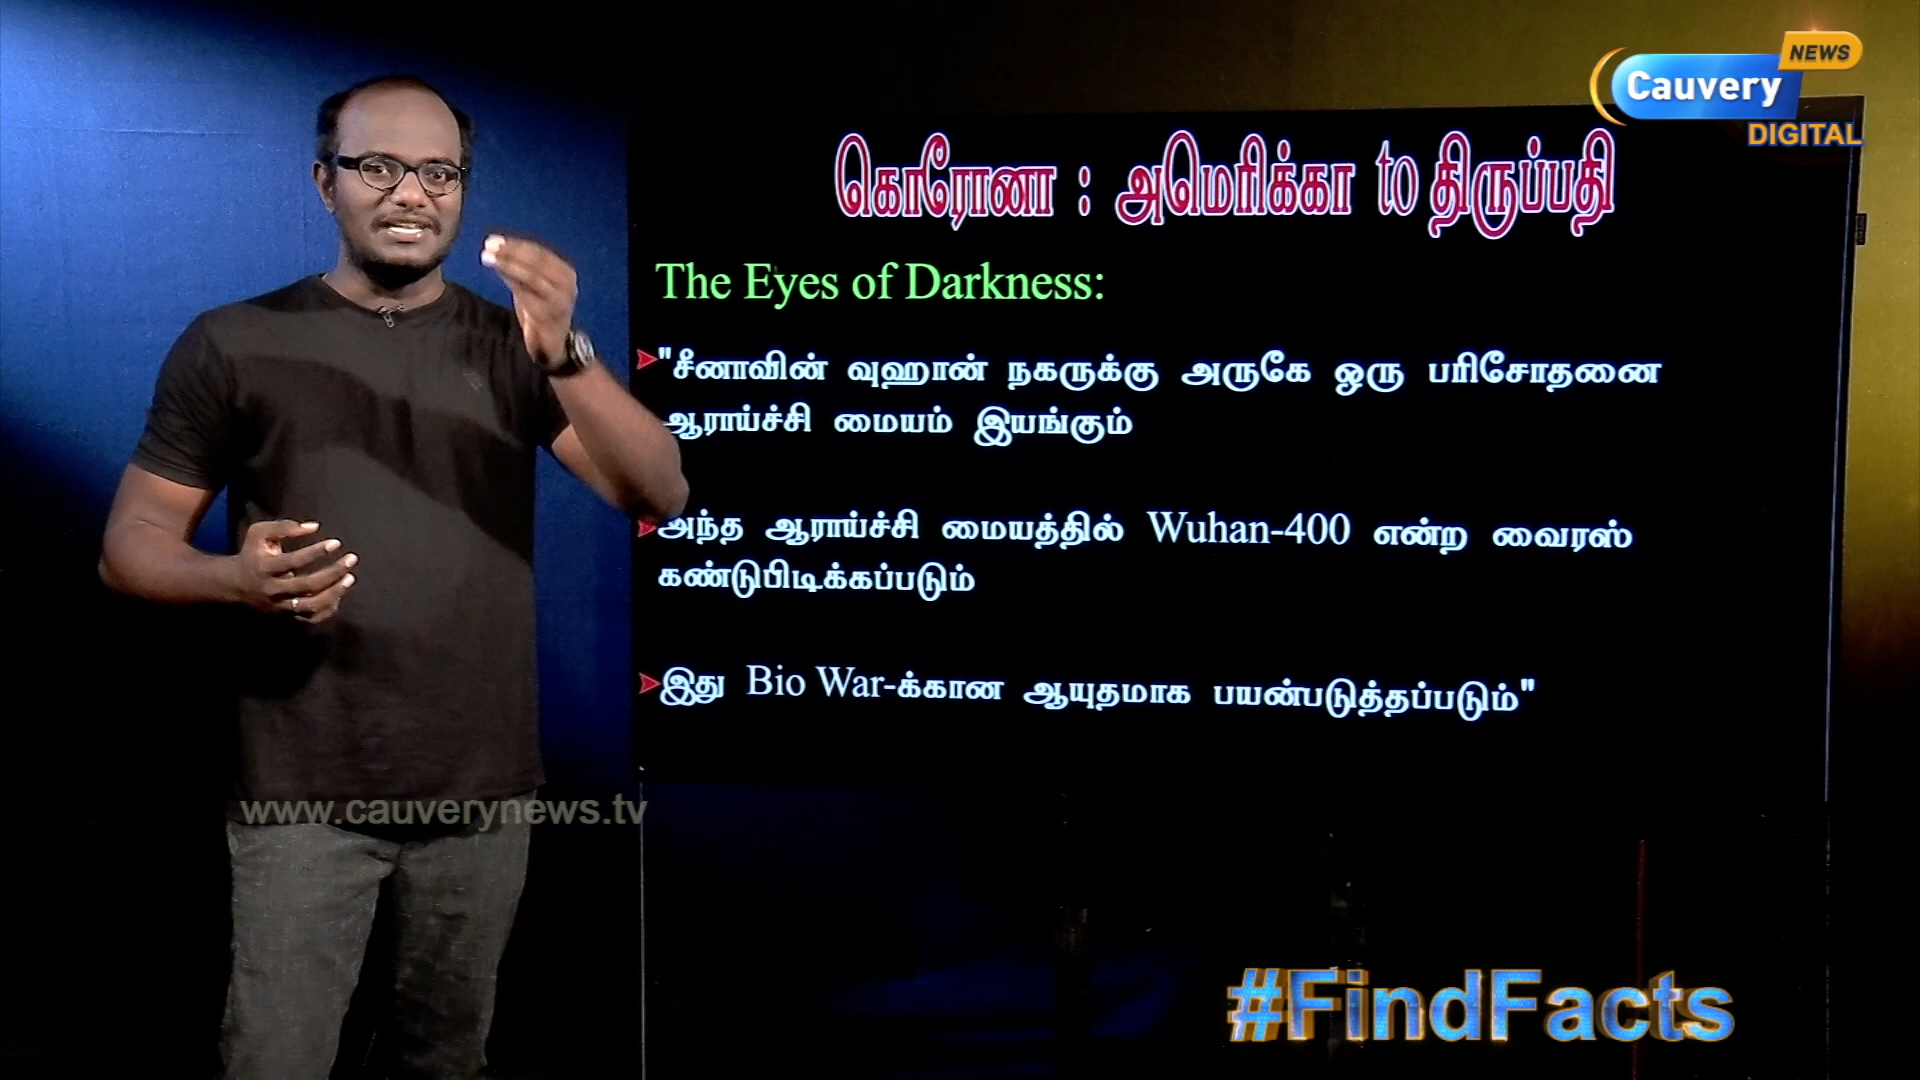 Cauvery NEWS
DIGITAL
கொரோனா : அமெரிக்கா to திருப்பதி
The Eyes of Darkness:
"சீனாவின் வுஹான் நகருக்கு அருகே ஒரு பரிசோதனை
ஆராய்ச்சி மையம் இயங்கும்
அந்த ஆராய்ச்சி மையத்தில் Wuhan-400 என்ற வைரஸ்
கண்டுபிடிக்கப்படும்
இது Bio War-க்கான ஆயுதமாக பயன்படுத்தப்படும்"
www.cauverynews.tv
#FindFacts